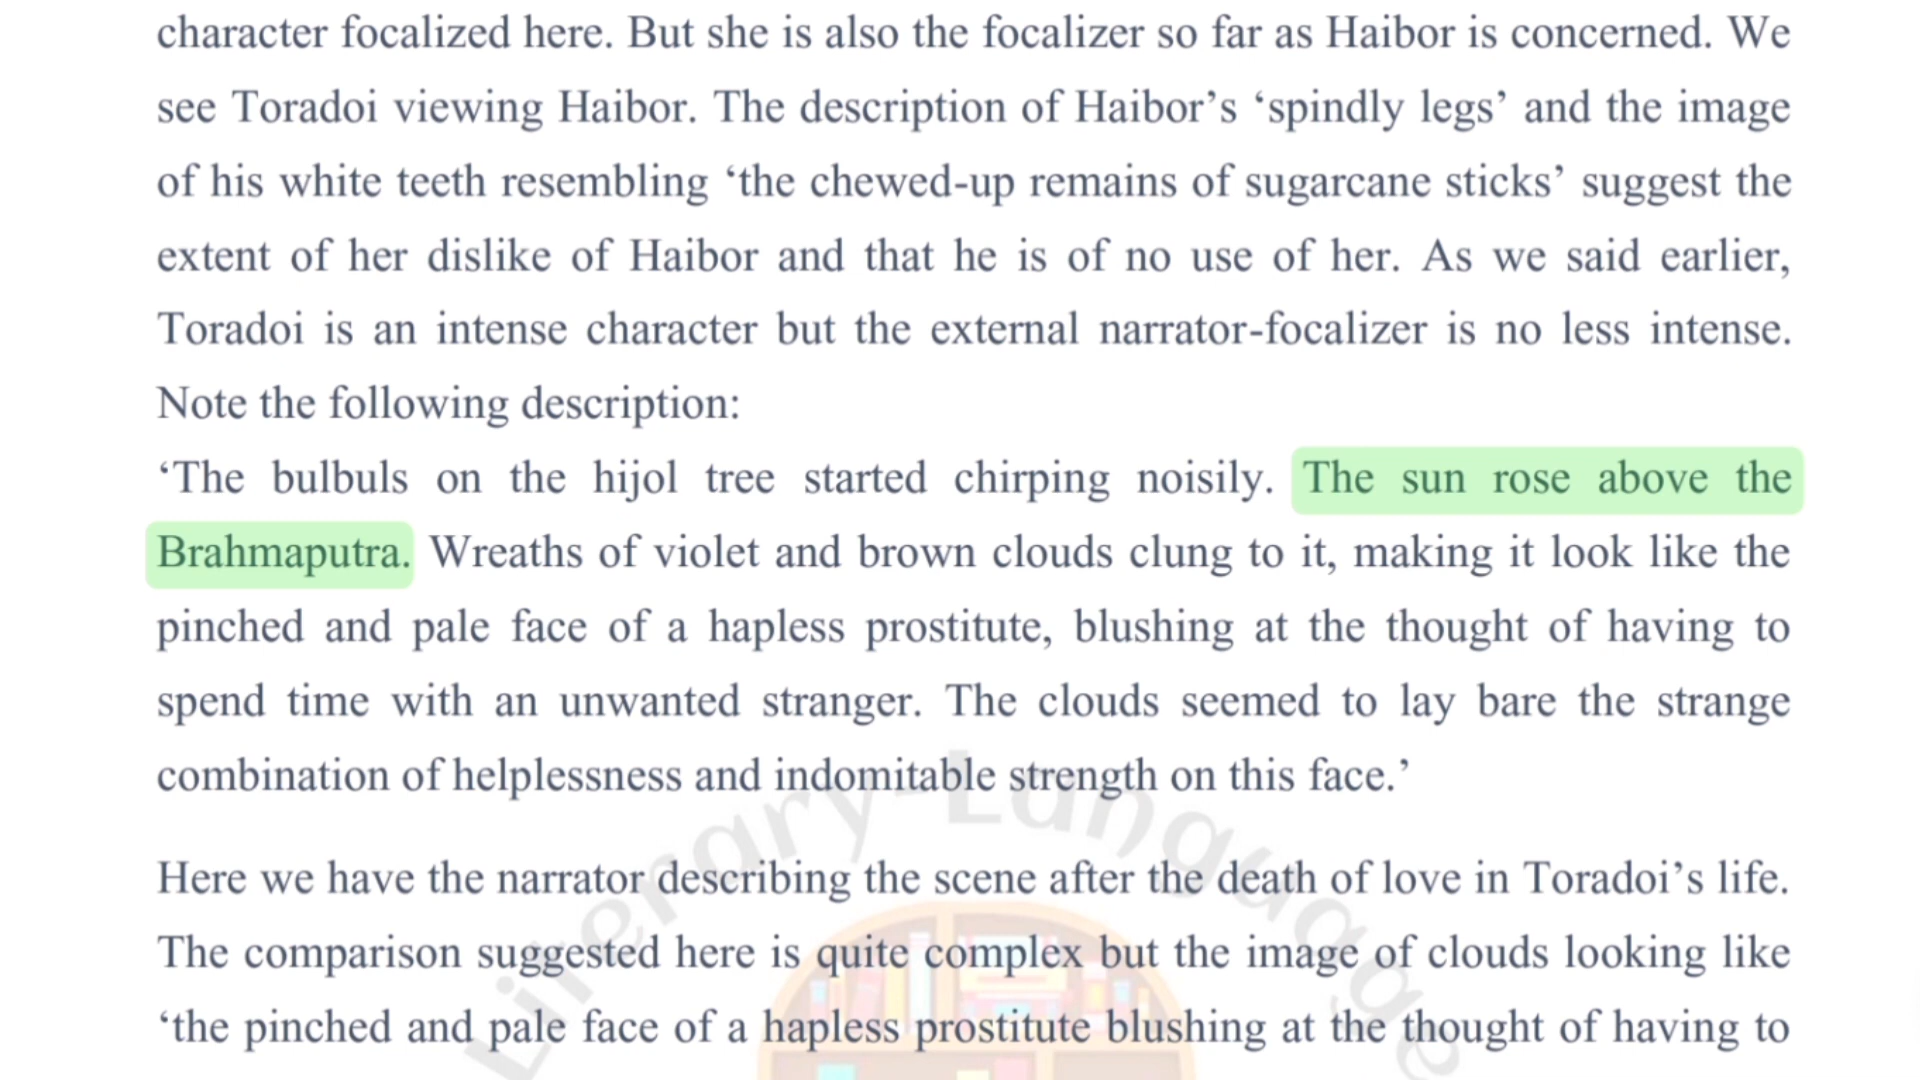 character focalized here. But she is also the focalizer so far as Haibor is concerned. We
see Toradoi viewing Haibor. The description of Haibor’s ‘spindly legs’ and the image
of his white teeth resembling ‘the chewed-up remains of sugarcane sticks’ suggest the
extent of her dislike of Haibor and that he is of no use of her. As we said earlier,
Toradoi is an intense character but the external narrator-focalizer is no less intense.
Note the following description:
‘The bulbuls on the hijol tree started chirping noisily. The sun rose above the
Brahmaputra. Wreaths of violet and brown clouds clung to it, making it look like the
pinched and pale face of a hapless prostitute, blushing at the thought of having to
spend time with an unwanted stranger. The clouds seemed to lay bare the strange
combination of helplessness and indomitable strength on this face.’
Here we have the narrator describing the scene after the death of love in Toradoi’s life.
The comparison suggested here is quite complex but the image of clouds looking like
‘the pinched and pale face of a hapless prostitute blushing at the thought of having to
Literary-Language